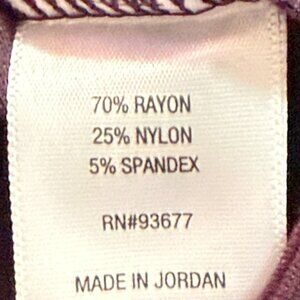 70% RAYON
25% NYLON
5% SPANDEX
RN#93677
MADE IN JORDAN